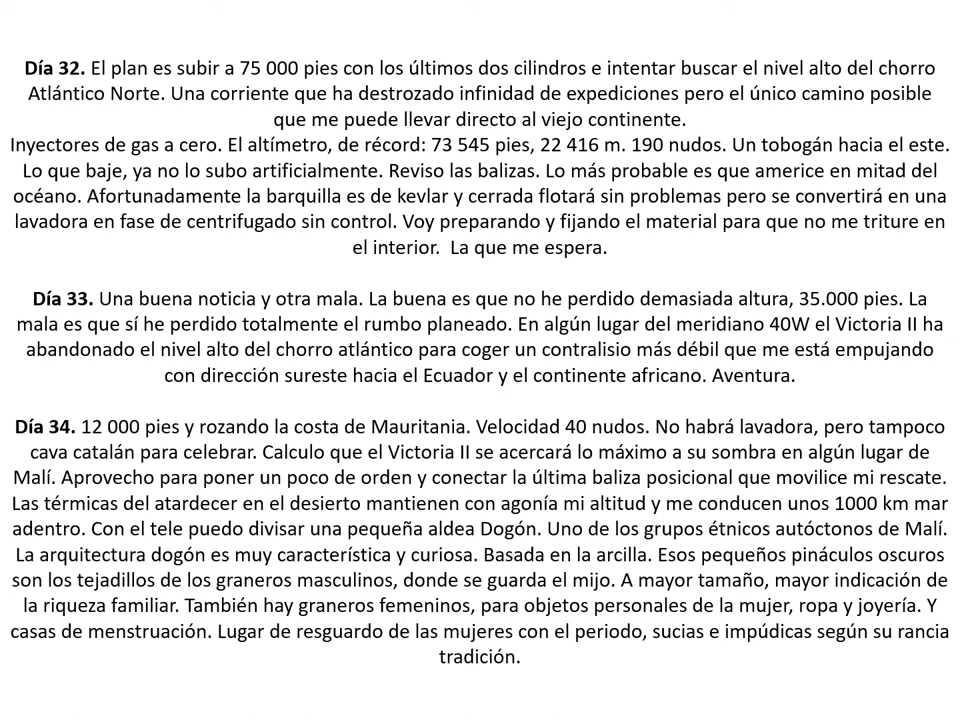 Día 32. El plan es subir a 75 000 pies con los últimos dos cilindros e intentar buscar el nivel alto del chorro
Atlántico Norte. Una corriente que ha destrozado infinidad de expediciones pero el único camino posible
que me puede llevar directo al viejo continente.
Inyectores de gas a cero. El altímetro, de récord: 73 545 pies, 22 416 m. 190 nudos. Un tobogán hacia el este.
Lo que baje, ya no lo subo artificialmente. Reviso las balizas. Lo más probable es que americe en mitad del
océano. Afortunadamente la barquilla es de kevlar y cerrada flotará sin problemas pero se convertirá en una
lavadora en fase de centrifugado sin control. Voy preparando y fijando el material para que no me triture en
el interior.  La que me espera.
Día 33. Una buena noticia y otra mala. La buena es que no he perdido demasiada altura, 35.000 pies. La
mala es que sí he perdido totalmente el rumbo planeado. En algún lugar del meridiano 40W el Victoria II ha
abandonado el nivel alto del chorro atlántico para coger un contralisio más débil que me está empujando
con dirección sureste hacia el Ecuador y el continente africano. Aventura.
Día 34. 12 000 pies y rozando la costa de Mauritania. Velocidad 40 nudos. No habrá lavadora, pero tampoco
cava catalán para celebrar. Calculo que el Victoria II se acercará lo máximo a su sombra en algún lugar de
Malí. Aprovecho para poner un poco de orden y conectar la última baliza posicional que movilice mi rescate.
Las térmicas del atardecer en el desierto mantienen con agonía mi altitud y me conducen unos 1000 km mar
adentro. Con el tele puedo divisar una pequeña aldea Dogón. Uno de los grupos étnicos autóctonos de Malí.
La arquitectura dogón es muy característica y curiosa. Basada en la arcilla. Esos pequeños pináculos oscuros
son los tejadillos de los graneros masculinos, donde se guarda el mijo. A mayor tamaño, mayor indicación de
la riqueza familiar. También hay graneros femeninos, para objetos personales de la mujer, ropa y joyería. Y
casas de menstruación. Lugar de resguardo de las mujeres con el periodo, sucias e impúdicas según su rancia
tradición.